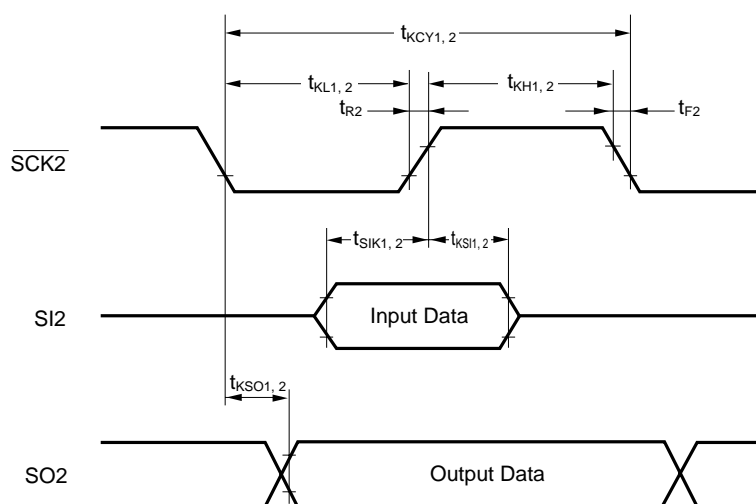 tKCY1, 2
tKL1, 2
tKH1, 2
tR2
tF2
SCK2
tSIK1, 2
tKSI1, 2
SI2
Input Data
tKSO1, 2
SO2
Output Data